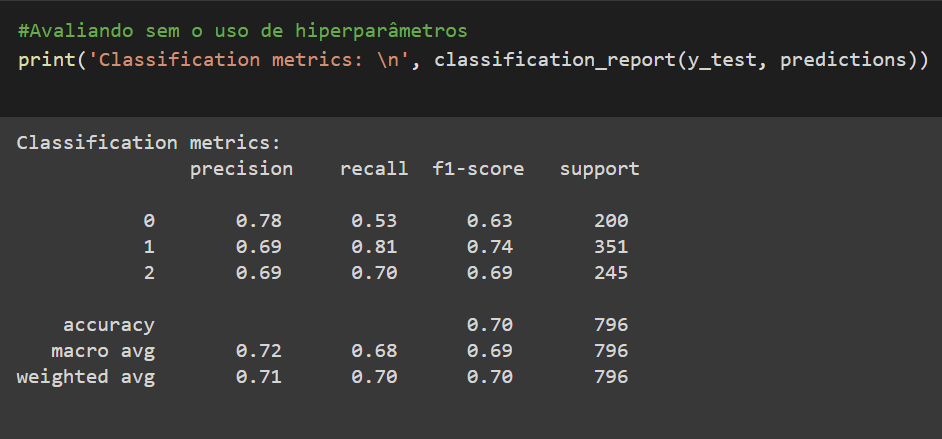 #Avaliando sem o uso de hiperparâmetros
print('Classification metrics: \n', classification_report(y_test, predictions))
Classification metrics:
precision recall f1-score support
0 0.78 0.53 0.63 200
1 0.69 0.81 0.74 351
2 0.69 0.70 0.69 245
accuracy 0.70 796
macro avg 0.72 0.68 0.69 796
weighted avg 0.71 0.70 0.70 796